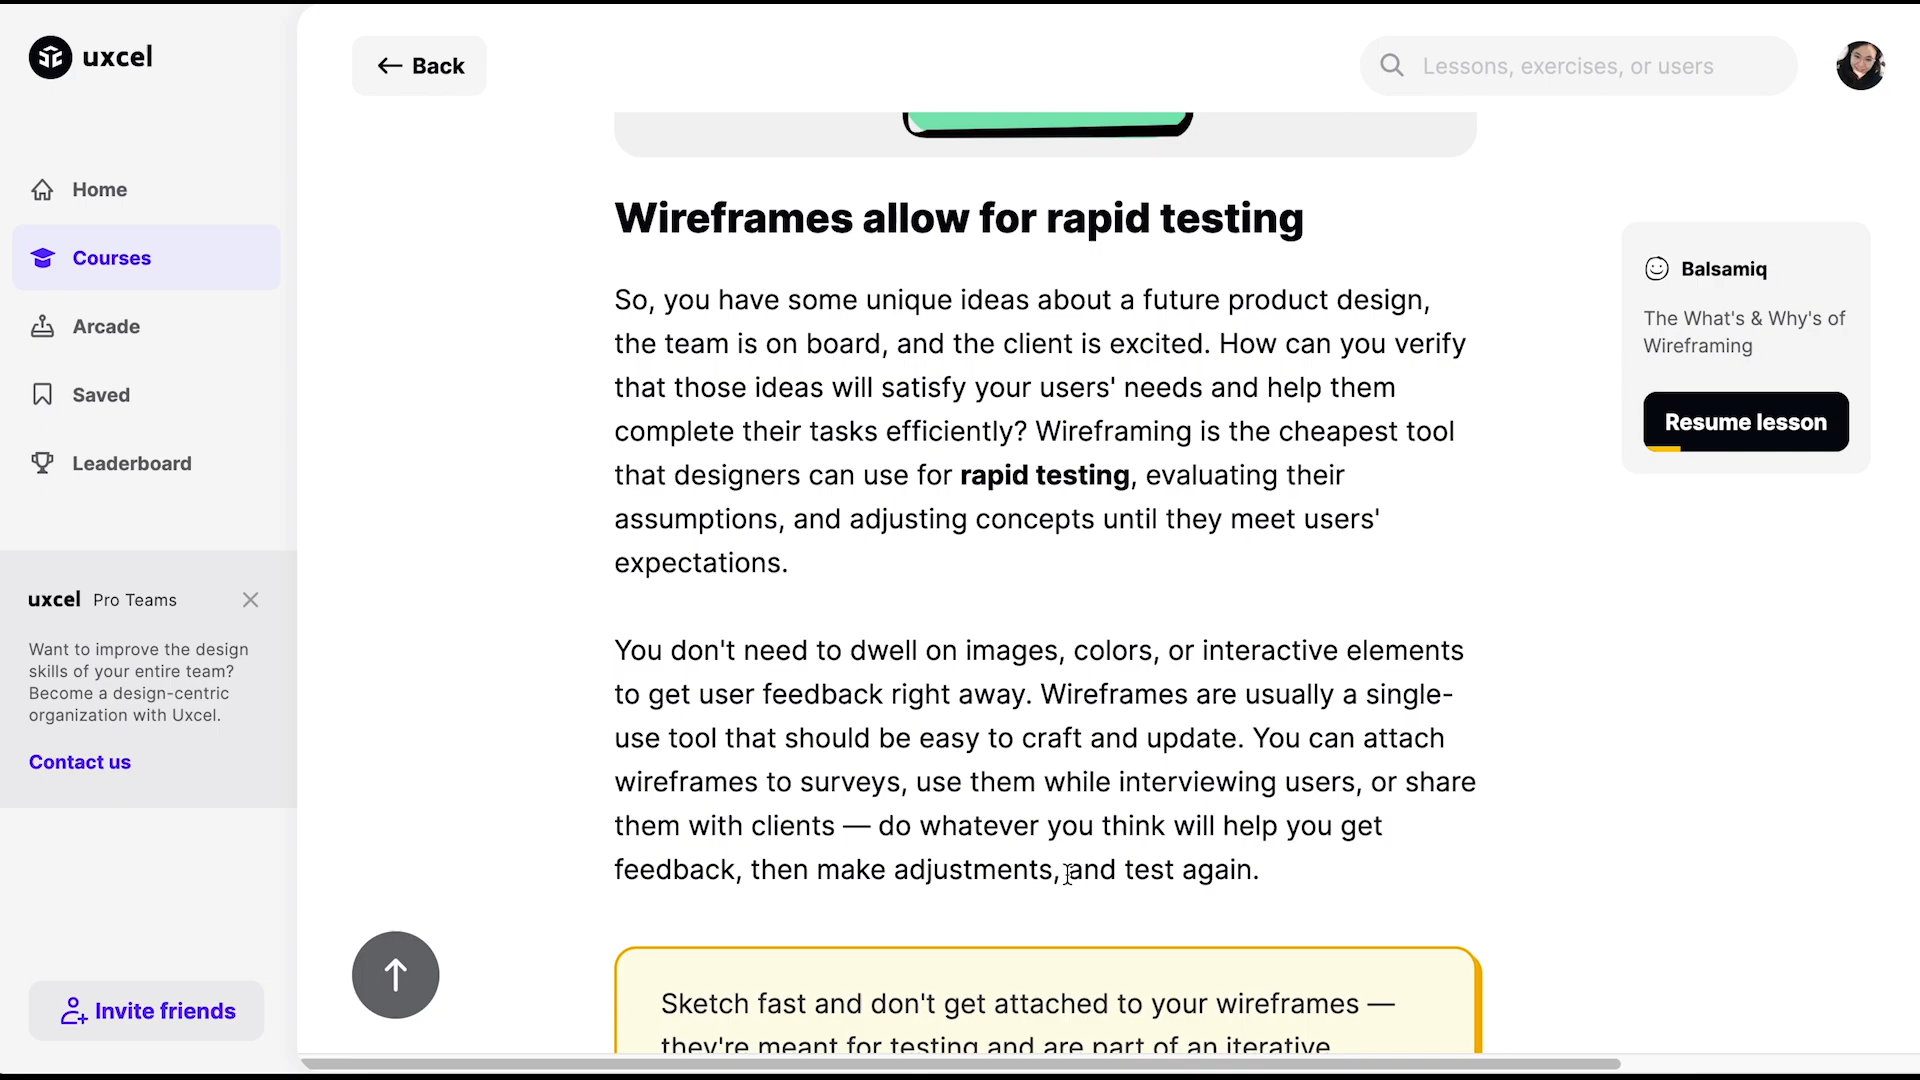 uxcel
Back
Lessons, exercises, or users
Home
Courses
Arcade
Saved
Leaderboard
uxcel Pro Teams
Want to improve the design
skills of your entire team?
Become a design-centric
organization with Uxcel.
Contact us
Invite friends
Wireframes allow for rapid testing
So, you have some unique ideas about a future product design,
the team is on board, and the client is excited. How can you verify
that those ideas will satisfy your users' needs and help them
complete their tasks efficiently? Wireframing is the cheapest tool
that designers can use for rapid testing, evaluating their
assumptions, and adjusting concepts until they meet users'
expectations.
You don't need to dwell on images, colors, or interactive elements
to get user feedback right away. Wireframes are usually a single-
use tool that should be easy to craft and update. You can attach
wireframes to surveys, use them while interviewing users, or share
them with clients — do whatever you think will help you get
feedback, then make adjustments, and test again.
Sketch fast and don't get attached to your wireframes —
they're meant for testing and are part of an iterative
Balsamiq
The What's & Why's of
Wireframing
Resume lesson